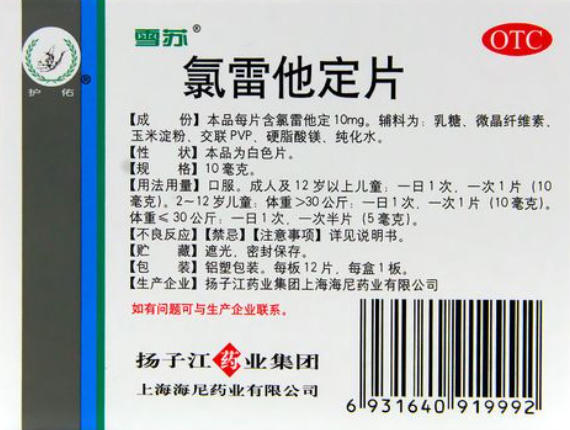 雪苏®
OTC
氯雷他定片
护佑
®
【成 份】本品每片含氯雷他定10mg。辅料为：乳糖、微晶纤维素、
玉米淀粉、交联PVP、硬脂酸镁、纯化水。
【性 状】本品为白色片。
【规 格】10毫克。
【用法用量】口服。成人及12岁以上儿童：一日1次，一次1片（10
毫克）。2～12岁儿童：体重＞30公斤：一日1次，一次1片（10毫克）。
体重≤30公斤：一日1次，一次半片（5毫克）。
【不良反应】【禁忌】【注意事项】详见说明书。
【贮 藏】遮光，密封保存。
【包 装】铝塑包装。每板12片，每盒1板。
【生产企业】扬子江药业集团上海海尼药业有限公司
如有问题可与生产企业联系。
扬子江药业集团
上海海尼药业有限公司
6 931640 919992